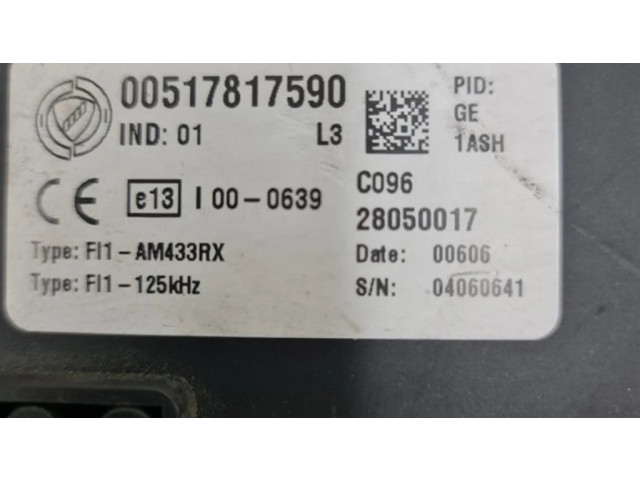 00517817590
IND: 01 L3
PID:
GE
1ASH
CE e13 I 00-0639
C096
28050017
Type: FI1-AM433RX
Date: 00606
Type: FI1-125kHz
S/N: 04060641